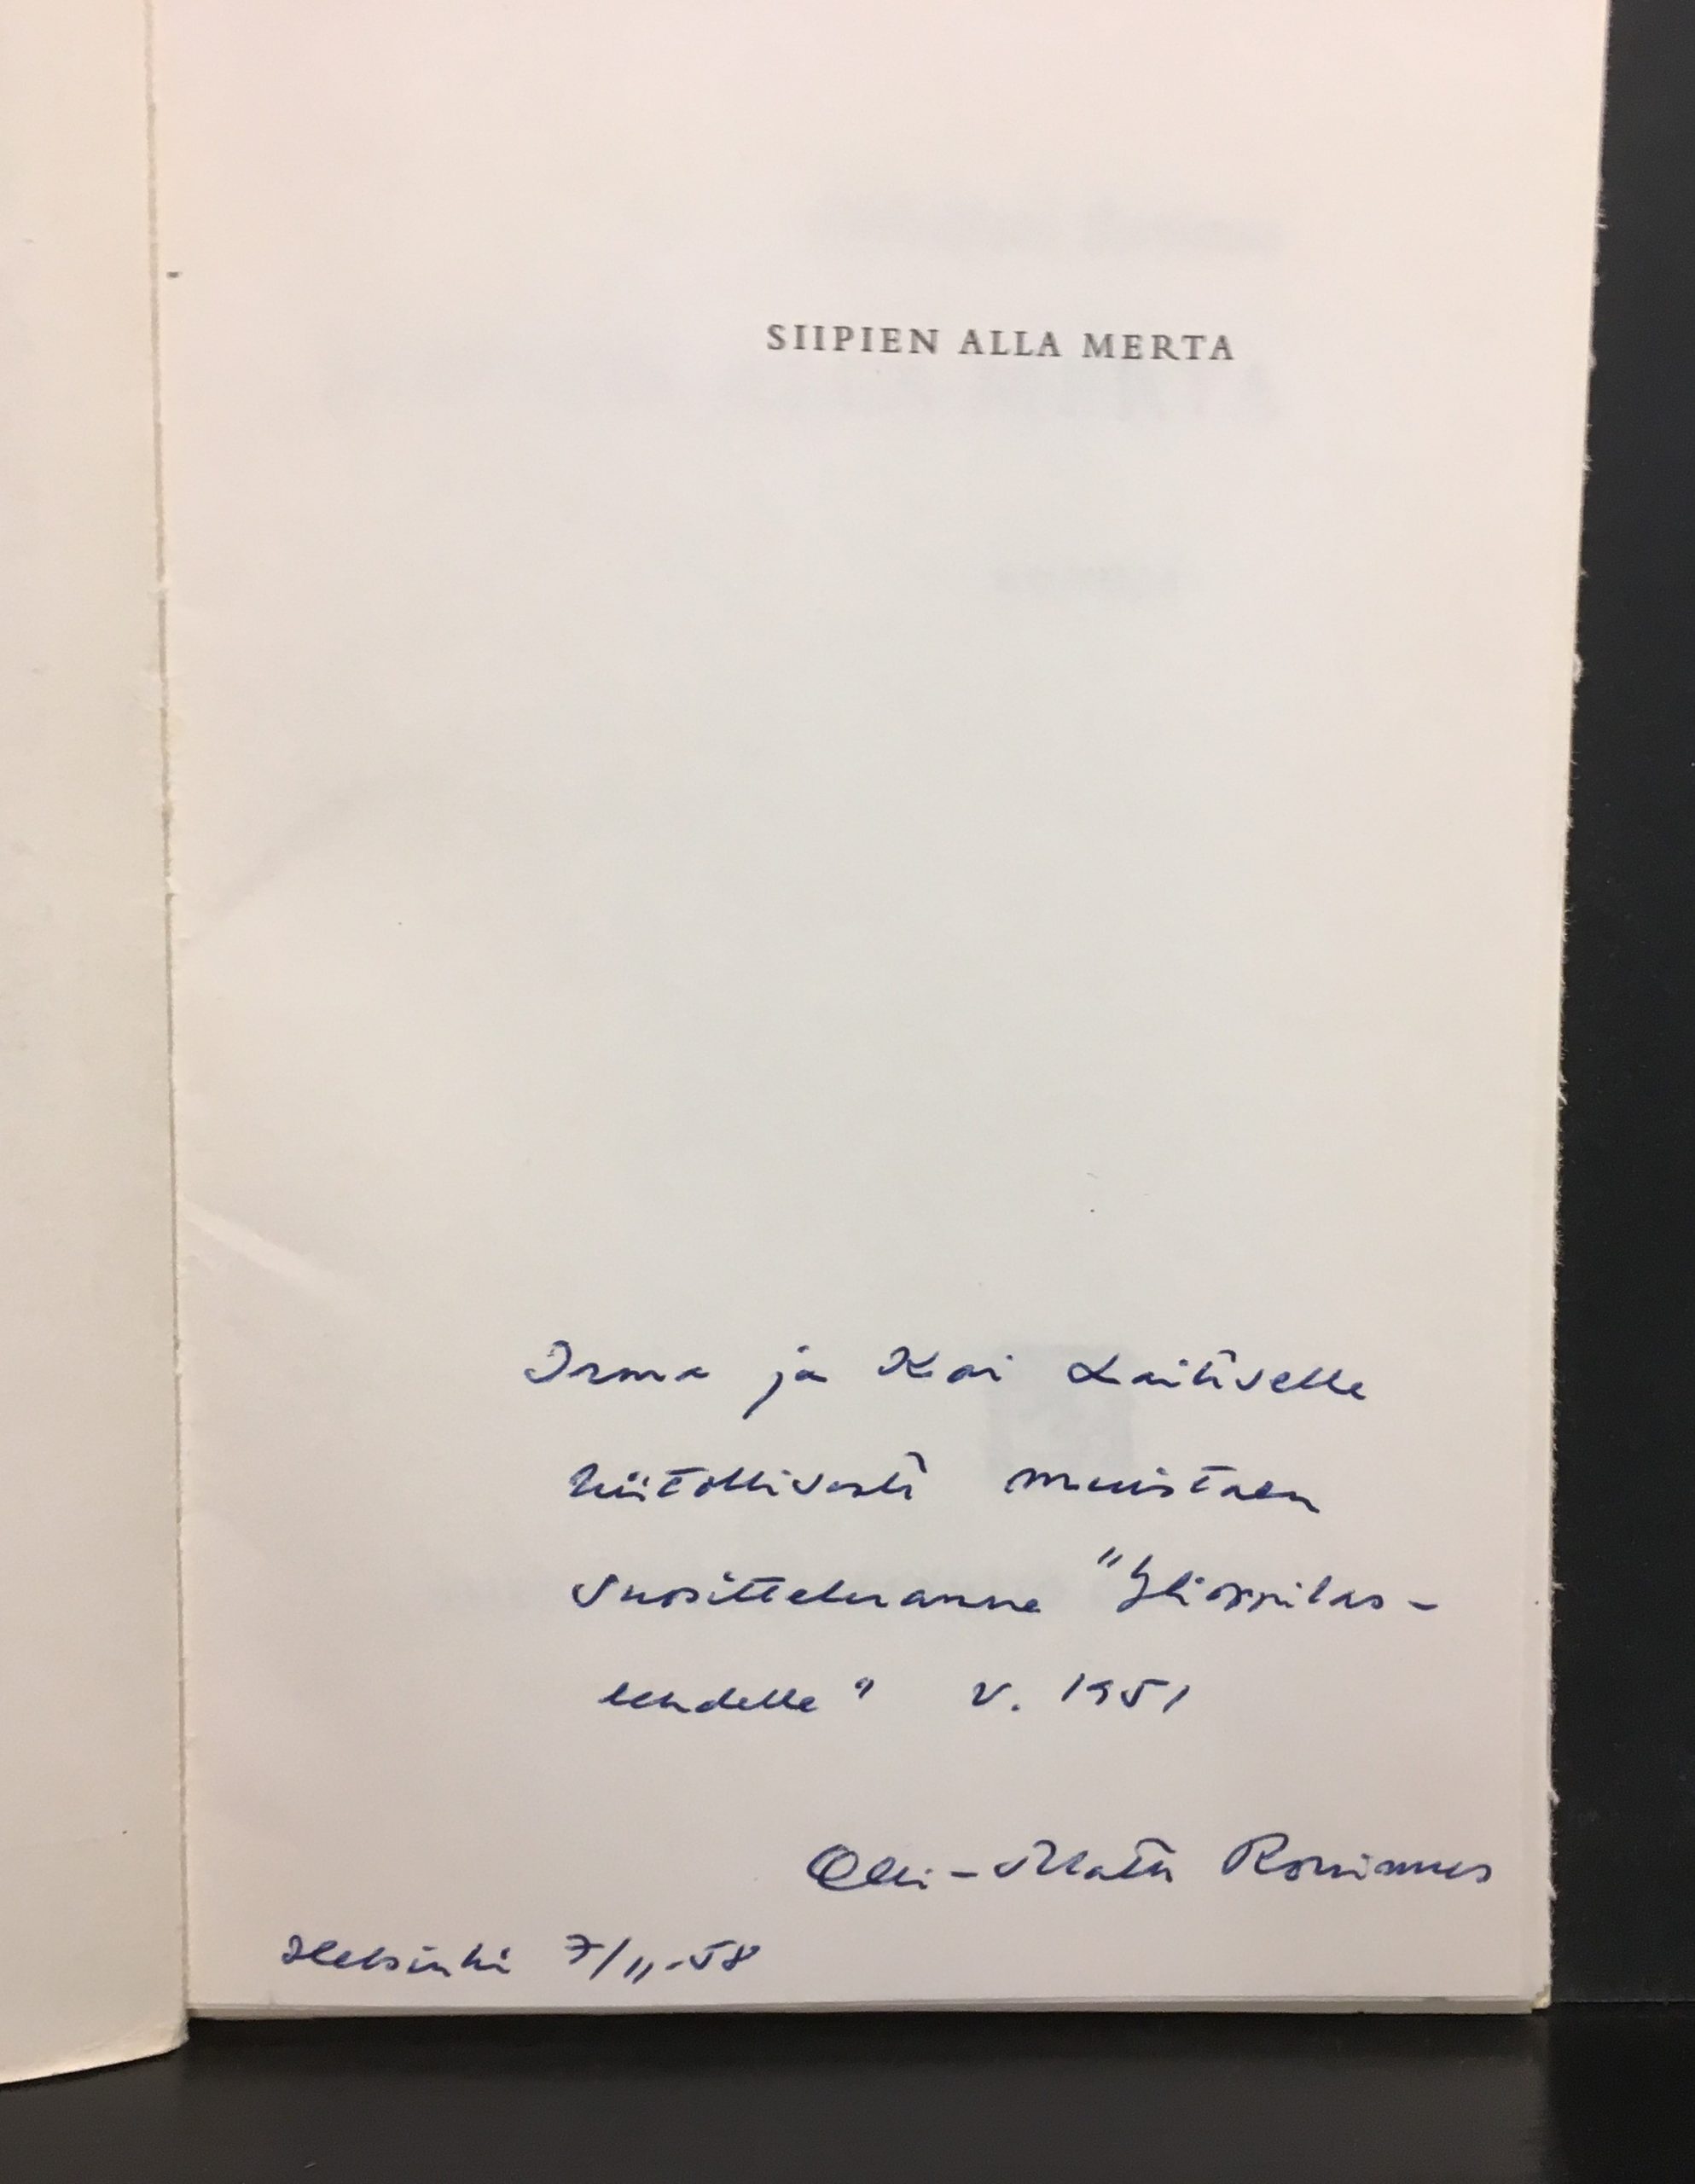 SIIPIEN ALLA MERTA
Irma ja Kai Laitiselle
kiitollisesti muistaen
suositteluanne "Ylioppilas-
lehdelle" v. 1951
Olli-Matti Ronimus
Helsinki 7/11-58